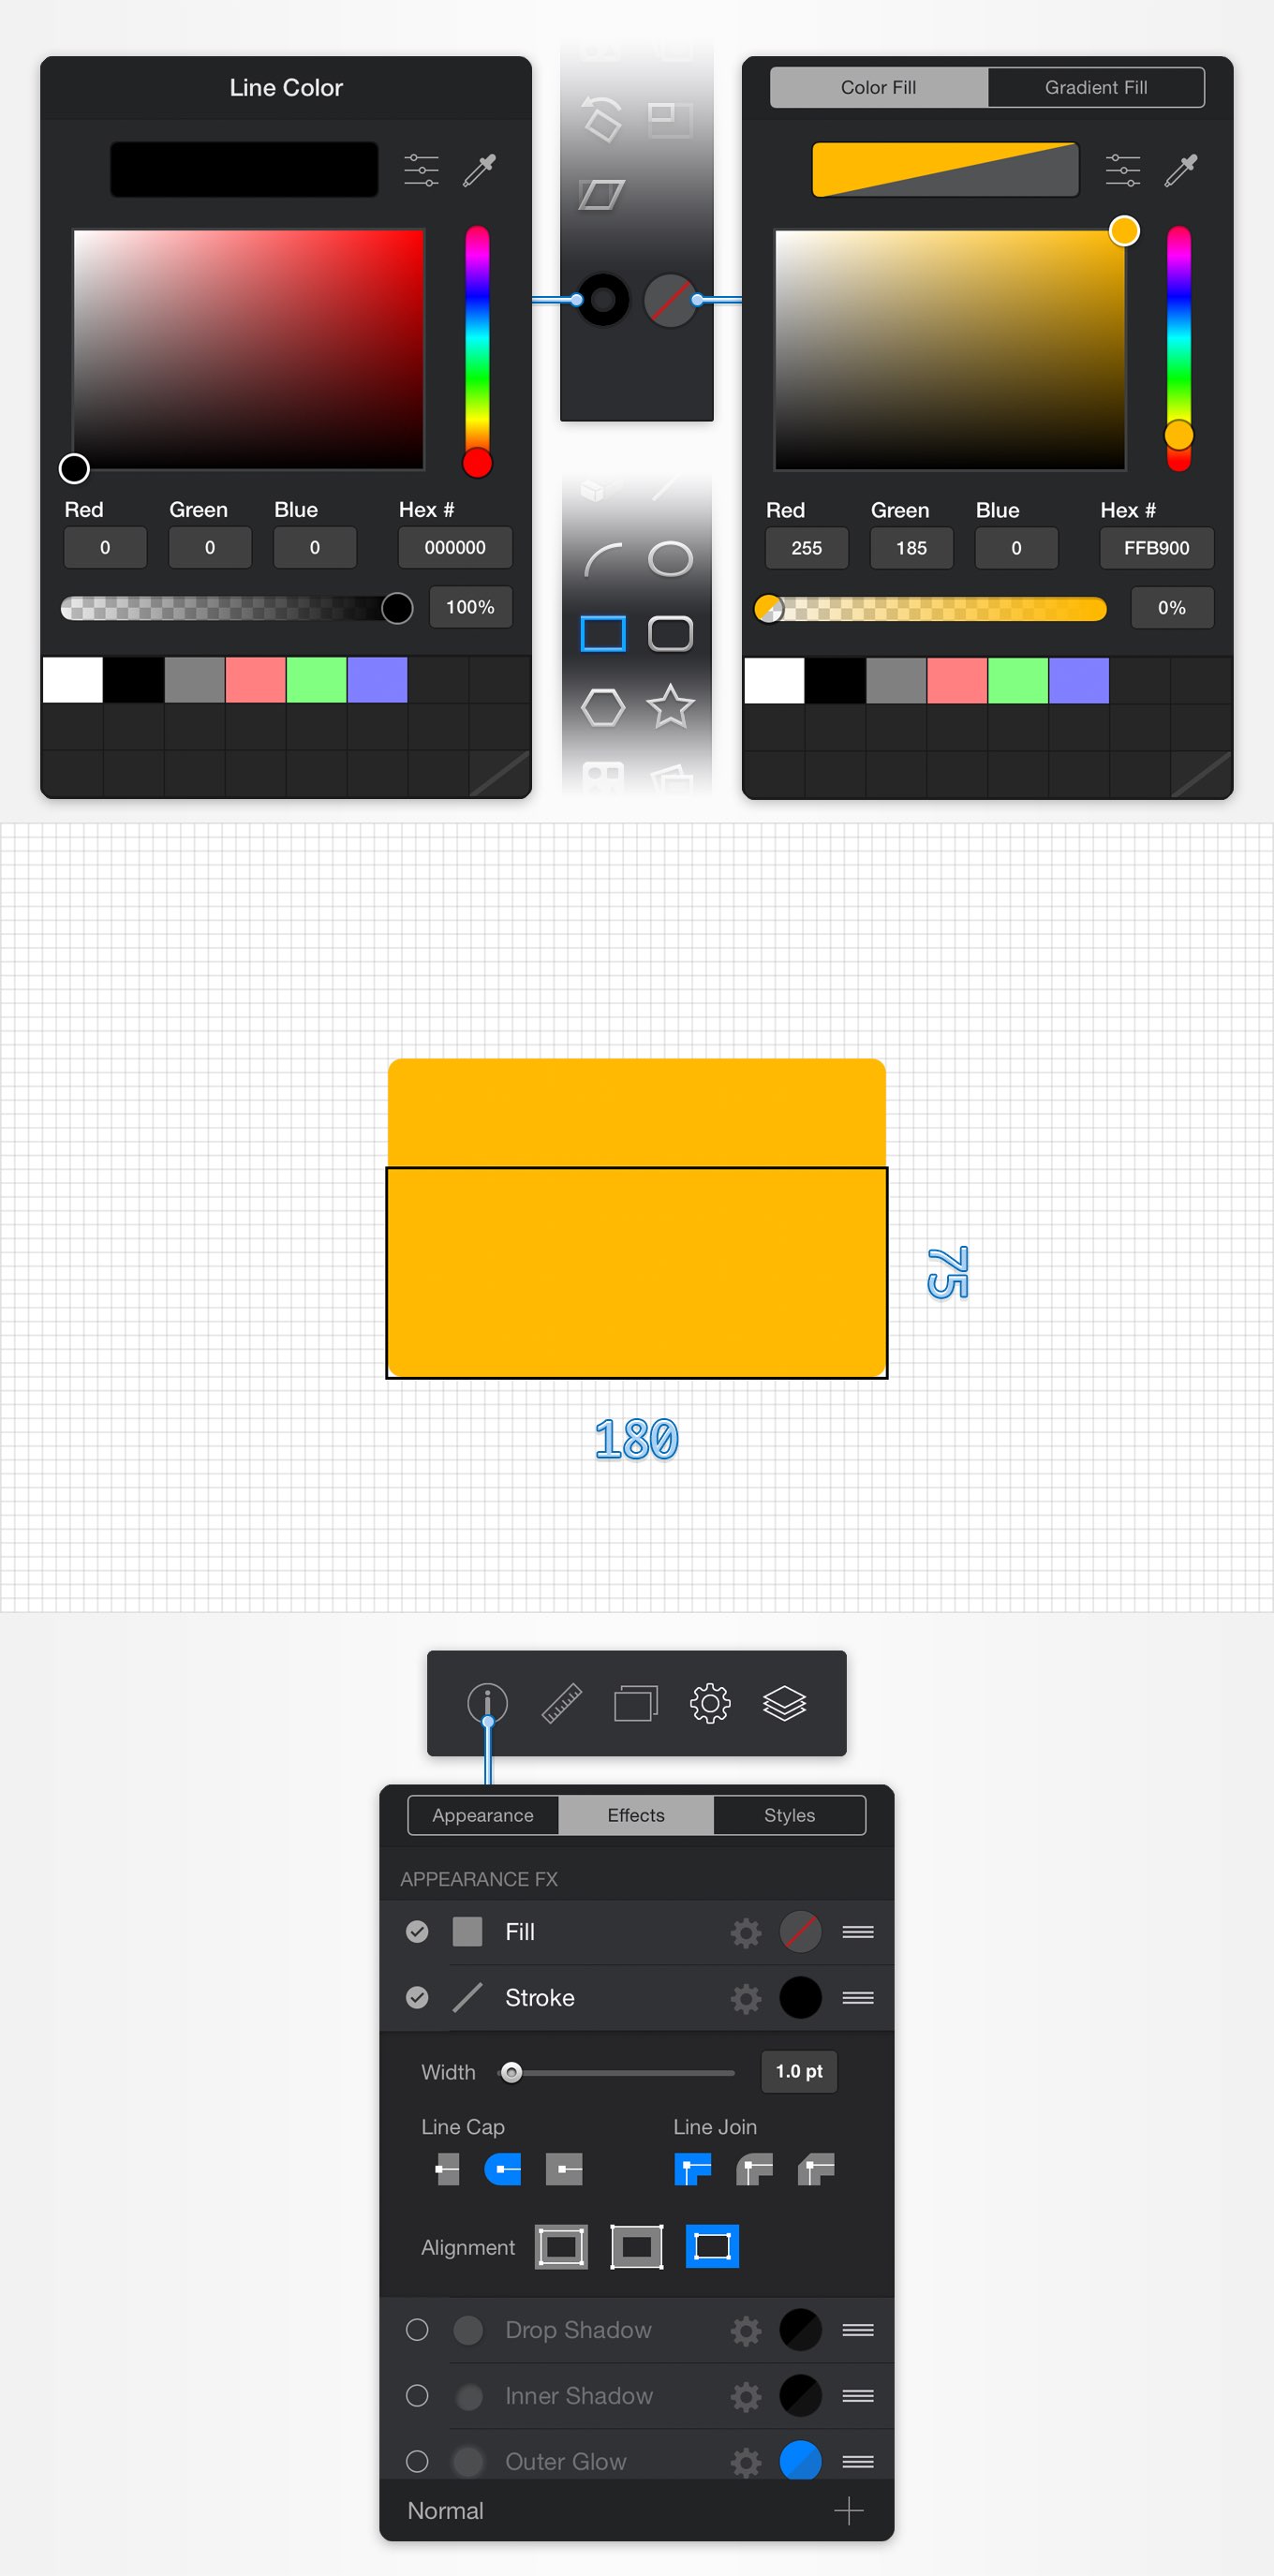 Line Color
Color Fill Gradient Fill
Red Green Blue Hex #
0 0 0 000000
100%
Red Green Blue Hex #
255 185 0 FFB900
0%
75
180
Appearance Effects Styles
APPEARANCE FX
Fill
Stroke
Width 1.0 pt
Line Cap Line Join
Alignment
Drop Shadow
Inner Shadow
Outer Glow
Normal